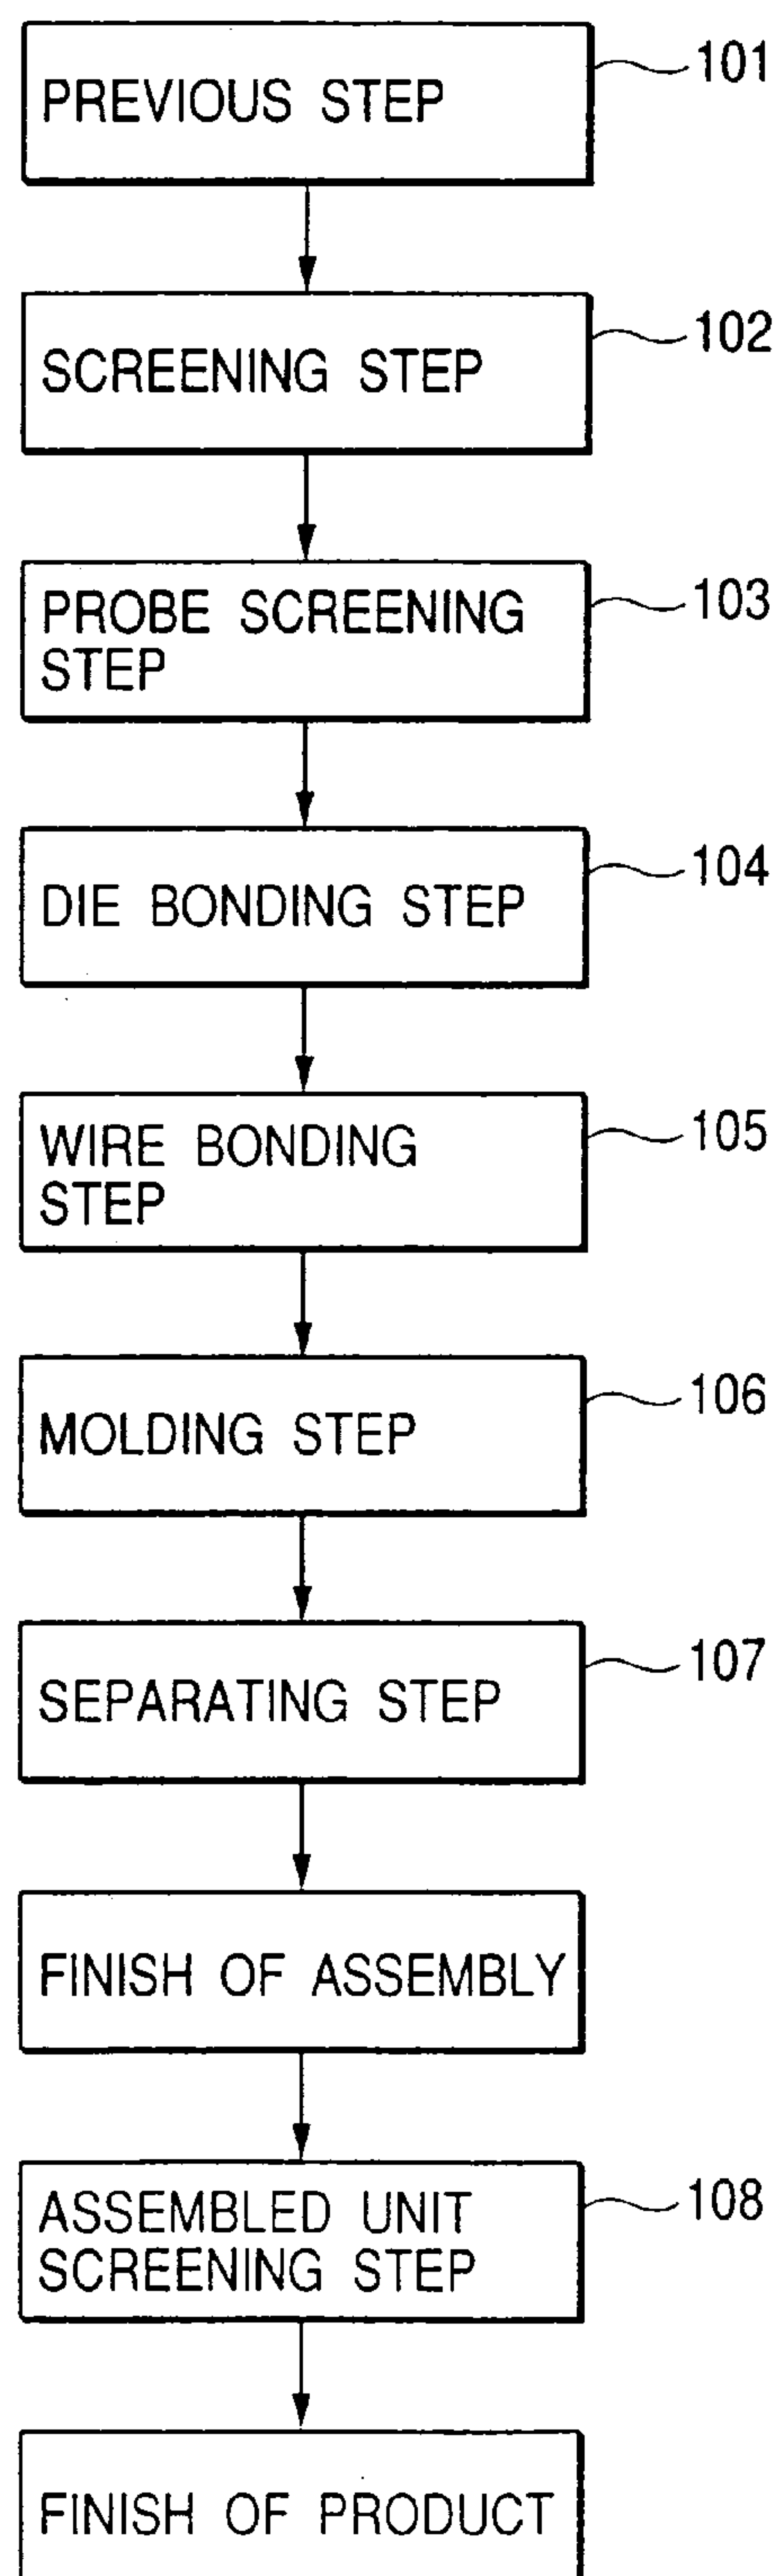 PREVIOUS STEP
101
SCREENING STEP
102
PROBE SCREENING
STEP
103
DIE BONDING STEP
104
WIRE BONDING
STEP
105
MOLDING STEP
106
SEPARATING STEP
107
FINISH OF ASSEMBLY
ASSEMBLED UNIT
SCREENING STEP
108
FINISH OF PRODUCT